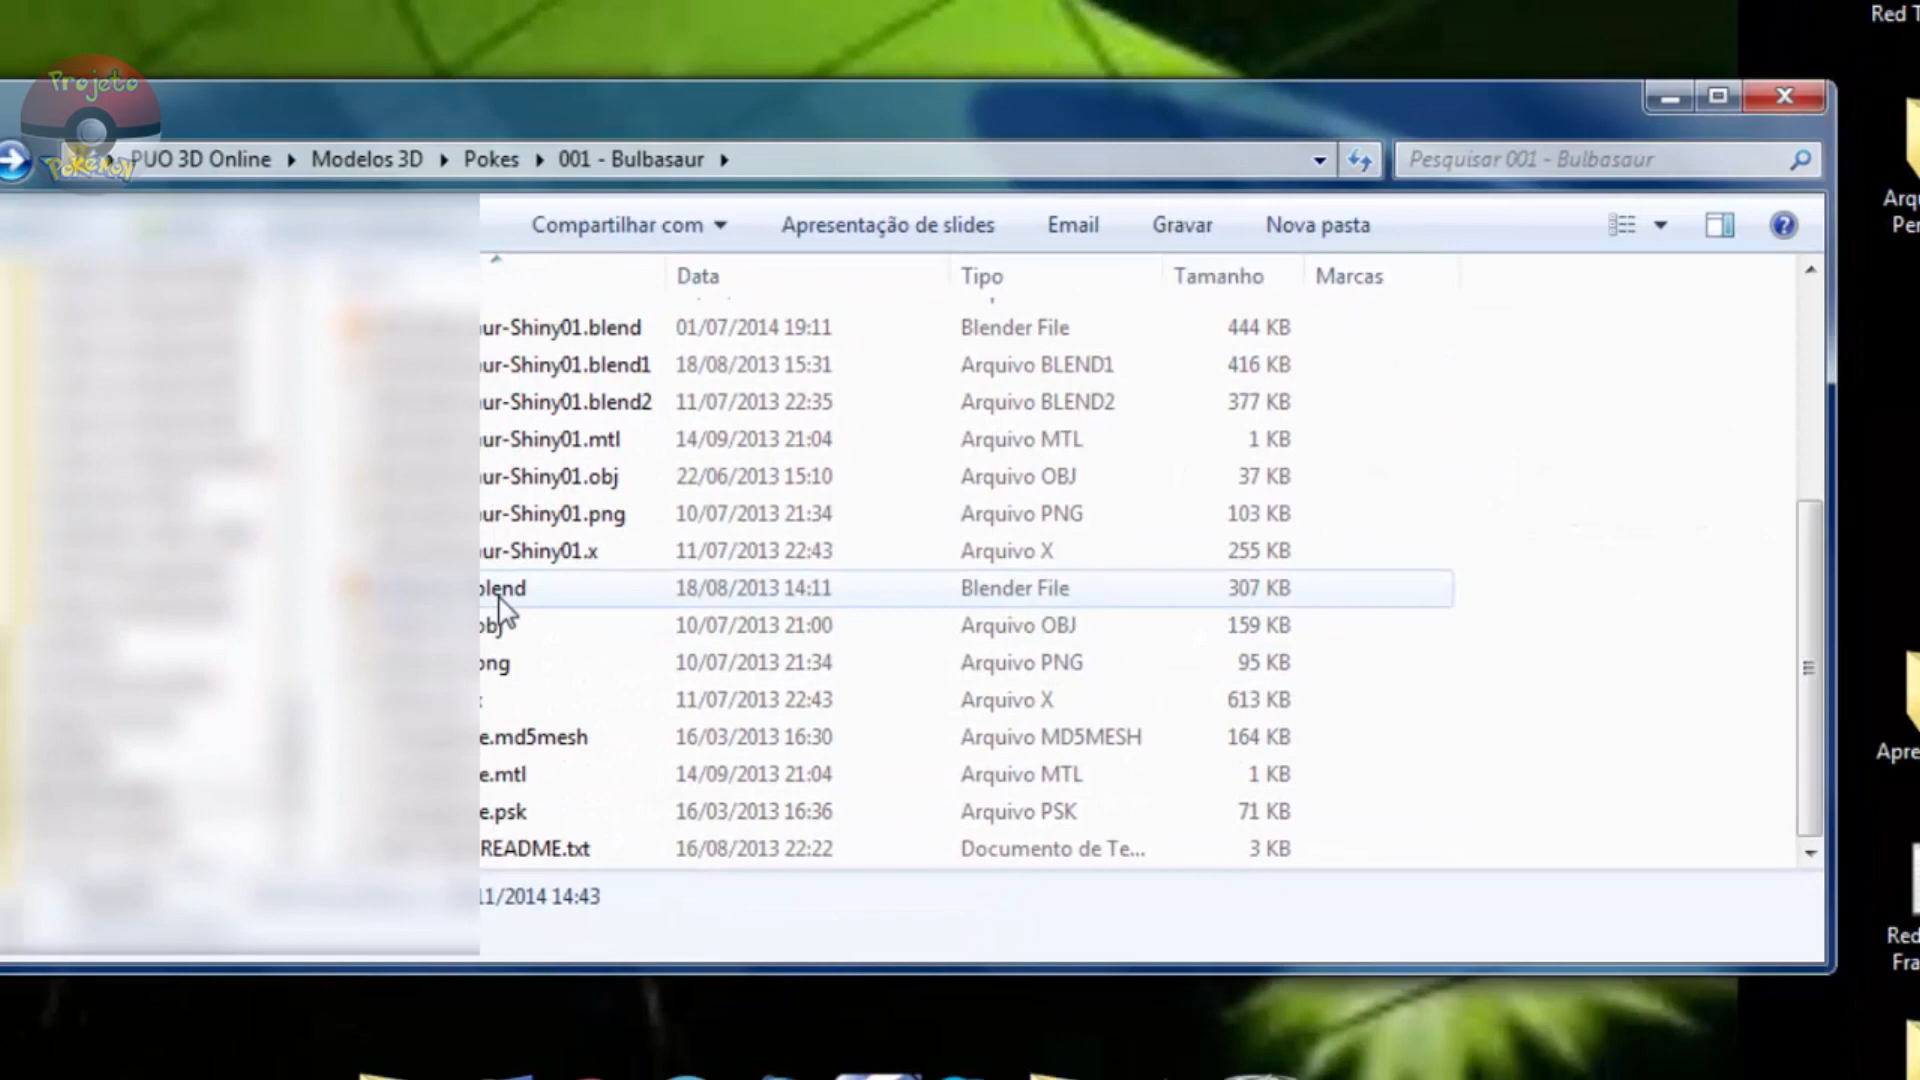 Red T
Projeto
Pokémon
PUO 3D Online Modelos 3D Pokes 001 - Bulbasaur
Pesquisar 001 - Bulbasaur
Compartilhar com Apresentação de slides Email Gravar Nova pasta
Data Tipo Tamanho Marcas
ur-Shiny01.blend 01/07/2014 19:11 Blender File 444 KB
ur-Shiny01.blend1 18/08/2013 15:31 Arquivo BLEND1 416 KB
ur-Shiny01.blend2 11/07/2013 22:35 Arquivo BLEND2 377 KB
ur-Shiny01.mtl 14/09/2013 21:04 Arquivo MTL 1 KB
ur-Shiny01.obj 22/06/2013 15:10 Arquivo OBJ 37 KB
ur-Shiny01.png 10/07/2013 21:34 Arquivo PNG 103 KB
ur-Shiny01.x 11/07/2013 22:43 Arquivo X 255 KB
blend 18/08/2013 14:11 Blender File 307 KB
obj 10/07/2013 21:00 Arquivo OBJ 159 KB
png 10/07/2013 21:34 Arquivo PNG 95 KB
11/07/2013 22:43 Arquivo X 613 KB
e.md5mesh 16/03/2013 16:30 Arquivo MD5MESH 164 KB
e.mtl 14/09/2013 21:04 Arquivo MTL 1 KB
e.psk 16/03/2013 16:36 Arquivo PSK 71 KB
README.txt 16/08/2013 22:22 Documento de Te... 3 KB
11/2014 14:43
Arqu
Per
Apre
Red
Fra